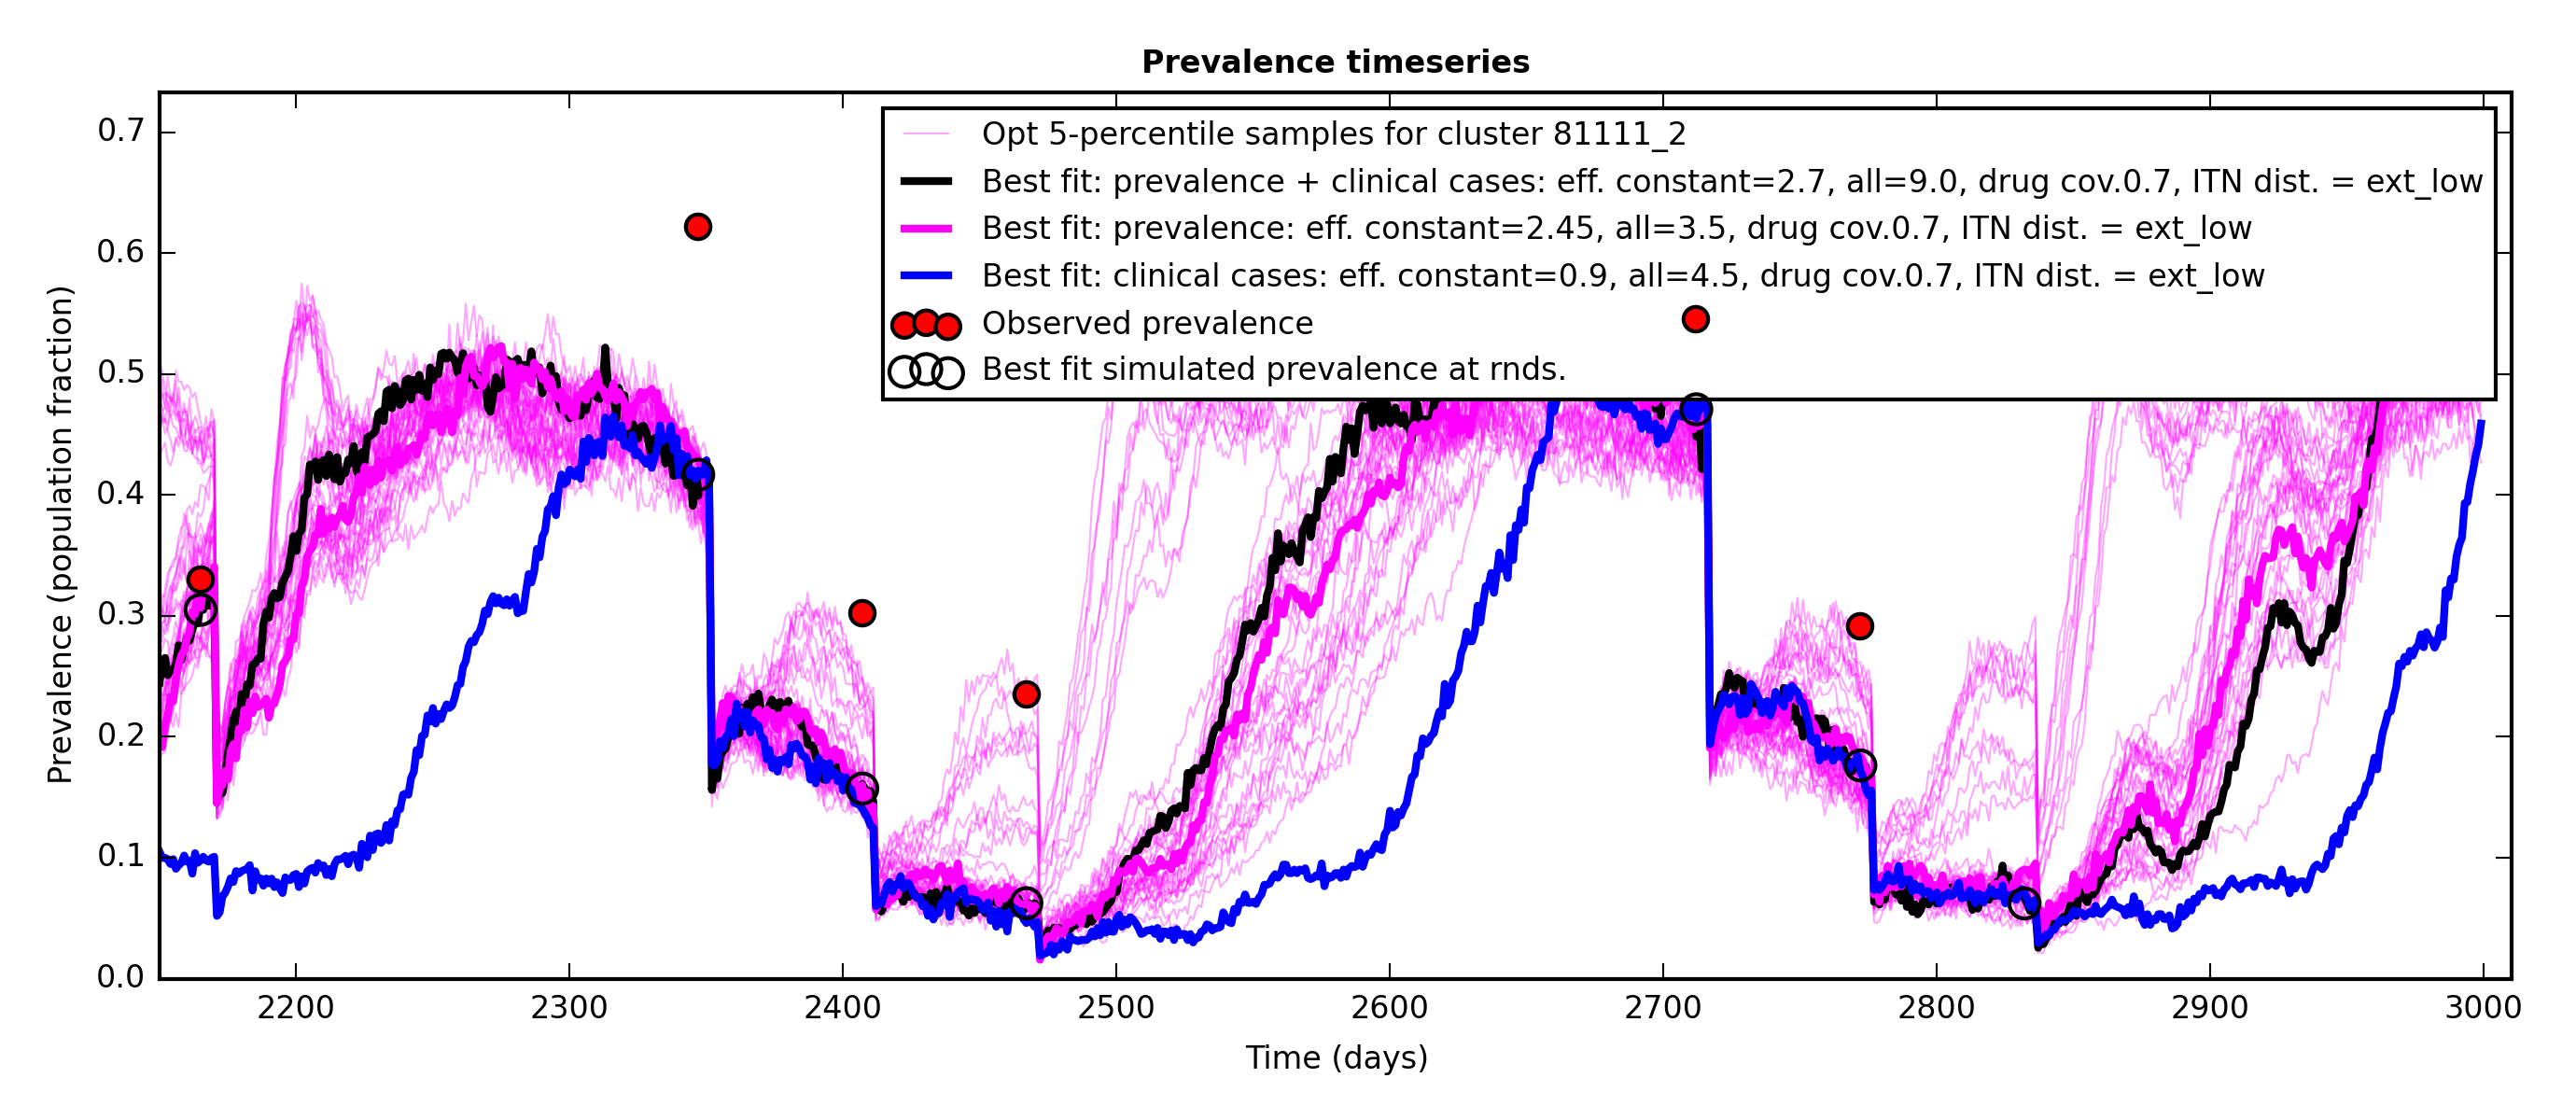 Prevalence timeseries
Opt 5-percentile samples for cluster 81111_2
Best fit: prevalence + clinical cases: eff. constant=2.7, all=9.0, drug cov.0.7, ITN dist. = ext_low
Best fit: prevalence: eff. constant=2.45, all=3.5, drug cov.0.7, ITN dist. = ext_low
Best fit: clinical cases: eff. constant=0.9, all=4.5, drug cov.0.7, ITN dist. = ext_low
Observed prevalence
Best fit simulated prevalence at rnds.
Prevalence (population fraction)
0.7
0.6
0.5
0.4
0.3
0.2
0.1
0.0
2200 2300 2400 2500 2600 2700 2800 2900 3000
Time (days)